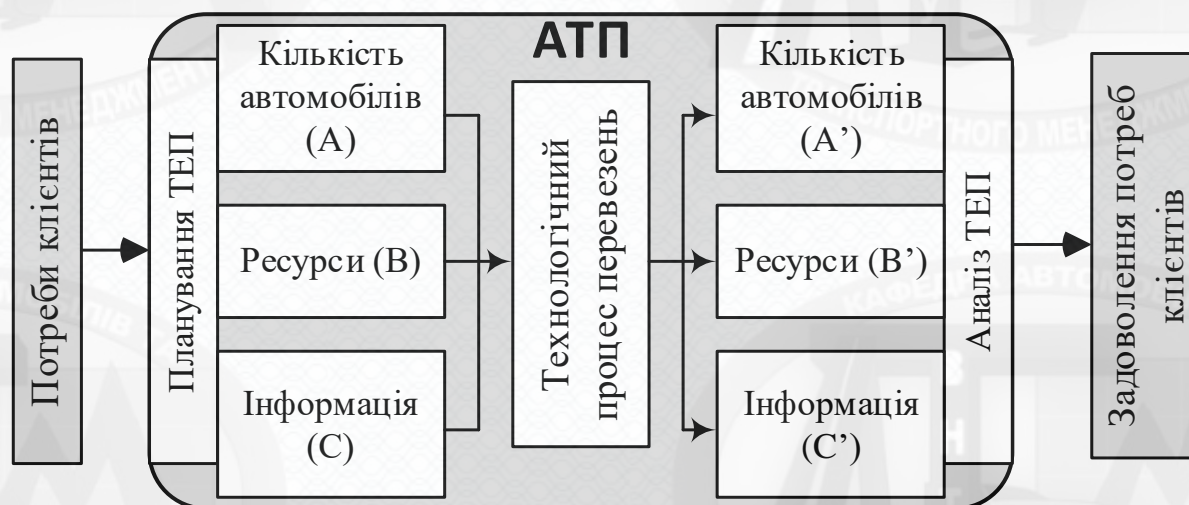 АТП
Потреби клієнтів
Планування ТЕП
Кількість
автомобілів
(А)
Ресурси (В)
Інформація
(С)
Технологічний
процес перевезень
Кількість
автомобілів
(А’)
Ресурси (В’)
Інформація
(С’)
Аналіз ТЕП
Задоволення потреб
клієнтів